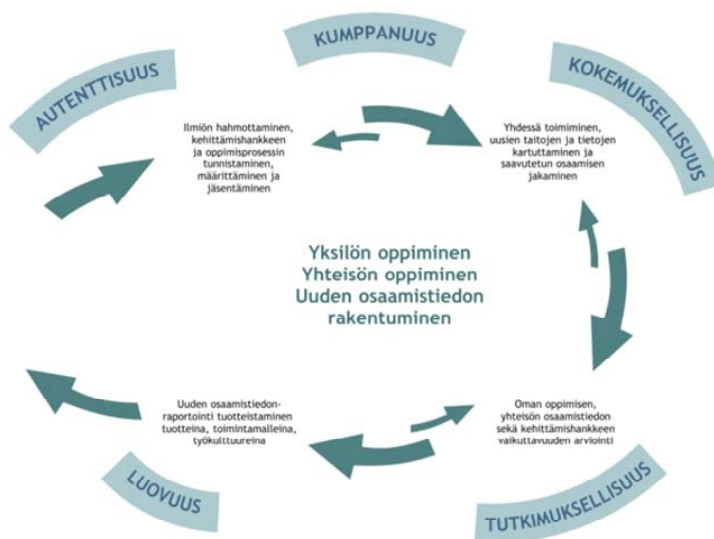 KUMPPANUUS
AUTENTTISUUS
KOKEMUKSELLISUUS
Ilmiön hahmottaminen,
kehittämishankkeen
ja oppimisprosessin
tunnistaminen,
määrittäminen ja
jäsentäminen
Yhdessä toimiminen,
uusien taitojen ja tietojen
kartuttaminen ja
saavutetun osaamisen
jakaminen
Yksilön oppiminen
Yhteisön oppiminen
Uuden osaamistiedon
rakentuminen
Uuden osaamistiedon-
raportointi tuotteistaminen
tuotteina, toimintamalleina,
työkulttuureina
Oman oppimisen,
yhteisön osaamistiedon
sekä kehittämishankkeen
vaikuttavuuden arviointi
LUOVUUS
TUTKIMUKSELLISUUS